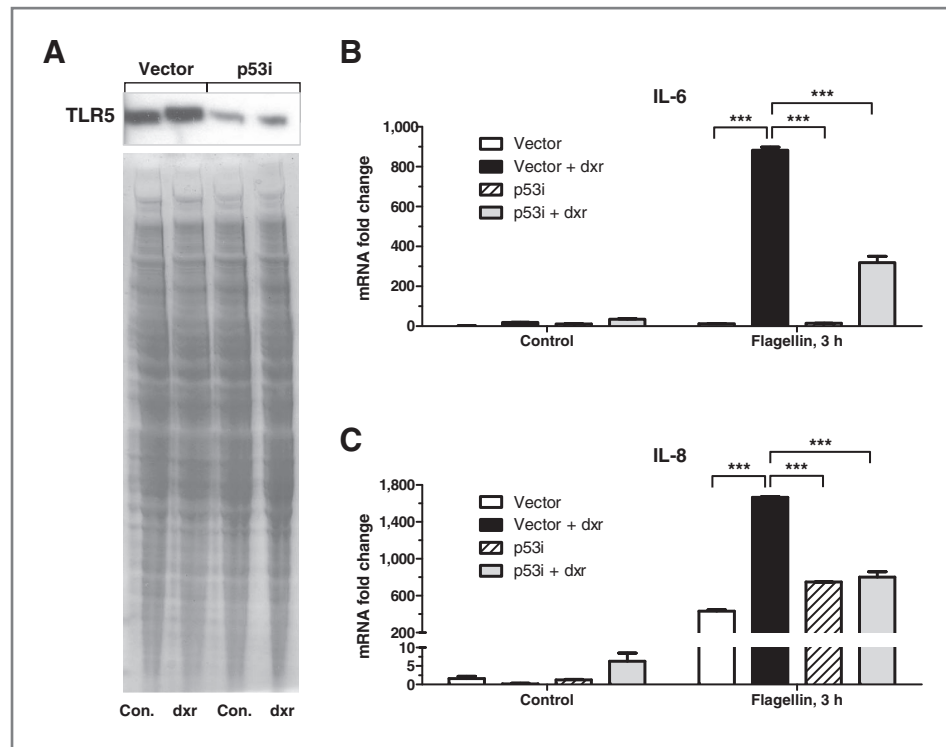 A
Vector p53i
TLR5
Con. dxr Con. dxr
B
IL-6
*** *** ***
Vector
Vector + dxr
p53i
p53i + dxr
mRNA fold change
1,000
800
600
400
200
0
Control Flagellin, 3 h
C
IL-8
*** *** ***
Vector
Vector + dxr
p53i
p53i + dxr
mRNA fold change
1,800
1,400
1,000
600
200
10
5
0
Control Flagellin, 3 h